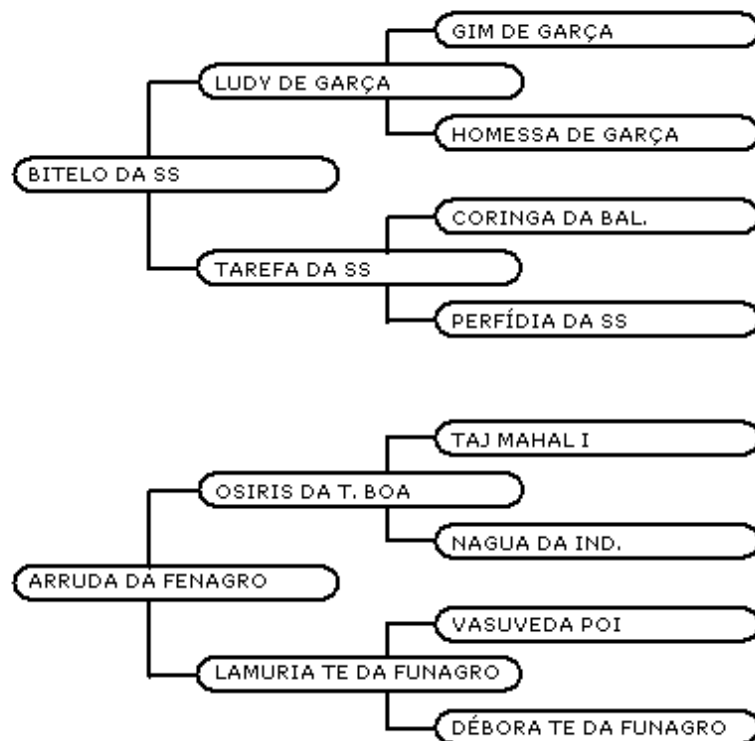 GIM DE GARÇA
LUDY DE GARÇA
HOMESSA DE GARÇA
BITELO DA SS
CORINGA DA BAL.
TAREFA DA SS
PERFÍDIA DA SS
TAJ MAHAL I
OSIRIS DA T. BOA
NAGUA DA IND.
ARRUDA DA FENAGRO
VASUVEDA POI
LAMURIA TE DA FUNAGRO
DÉBORA TE DA FUNAGRO